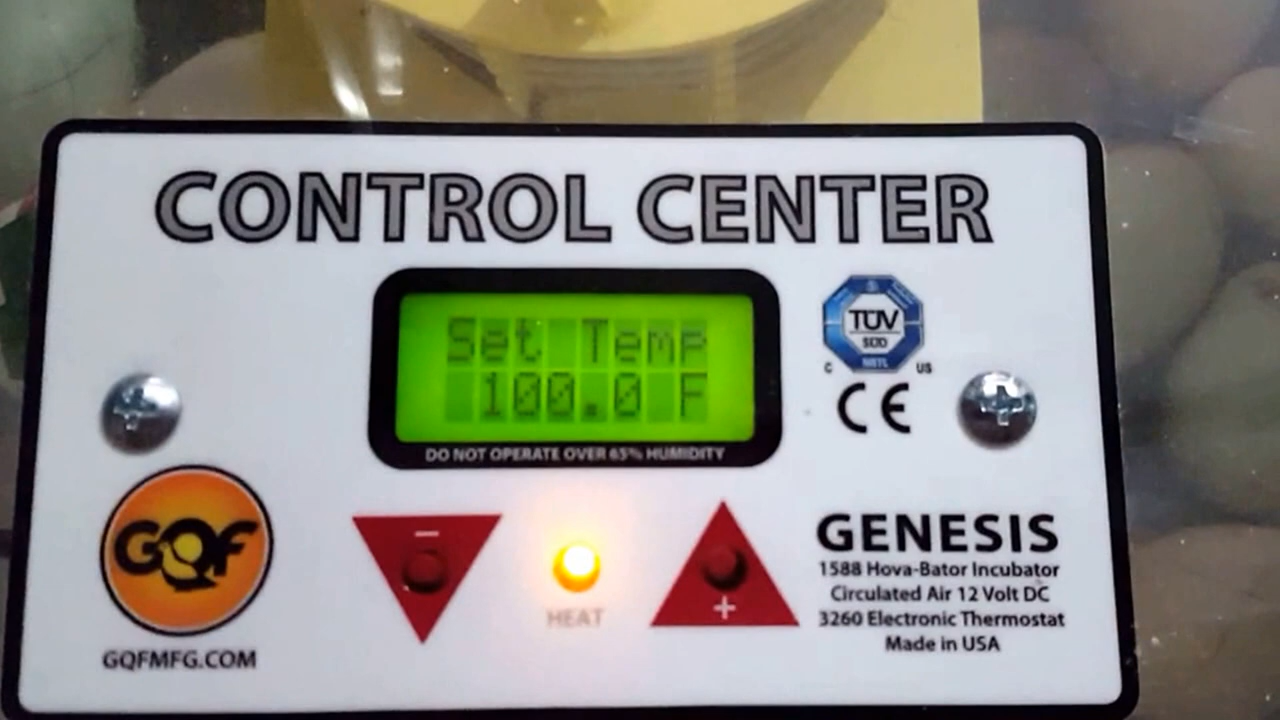 CONTROL CENTER
Set Temp
100.0 F
DO NOT OPERATE OVER 65% HUMIDITY
TÜV
SÜD
NRTL
C US
CE
GQF
GQFMFG.COM
−
HEAT
+
GENESIS
1588 Hova-Bator Incubator
Circulated Air 12 Volt DC
3260 Electronic Thermostat
Made in USA